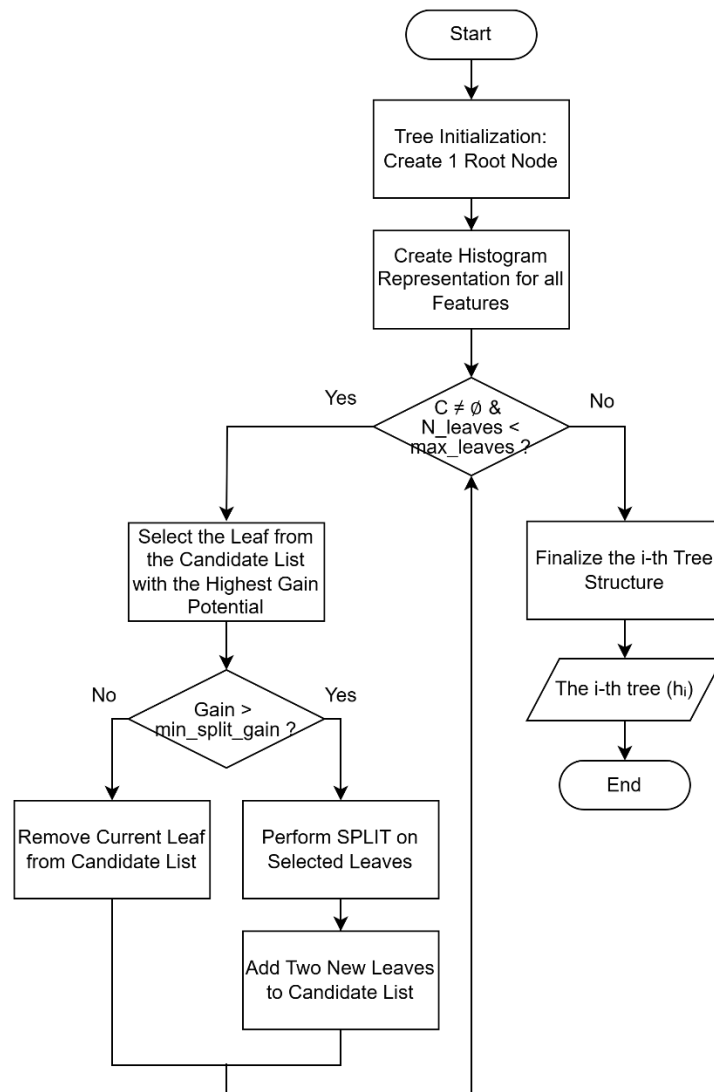 Start
Tree Initialization:
Create 1 Root Node
Create Histogram
Representation for all
Features
Yes
C ≠ ∅ &
N_leaves <
max_leaves ?
No
Select the Leaf from
the Candidate List
with the Highest Gain
Potential
Finalize the i-th Tree
Structure
No
Gain >
min_split_gain ?
Yes
The i-th tree (hᵢ)
End
Remove Current Leaf
from Candidate List
Perform SPLIT on
Selected Leaves
Add Two New Leaves
to Candidate List